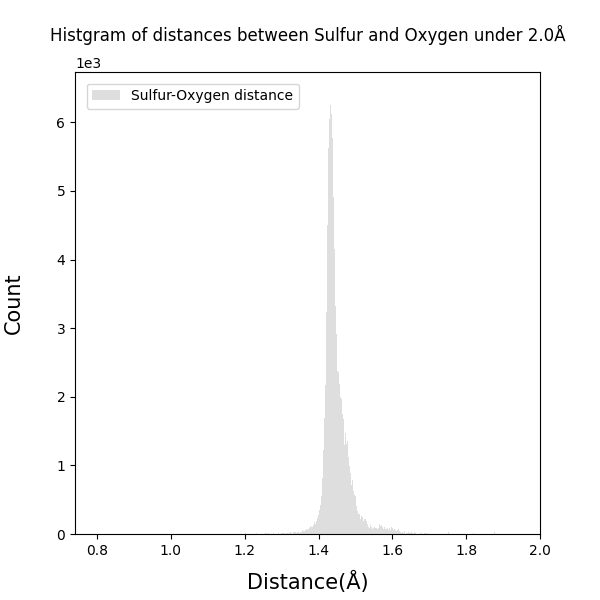 Histgram of distances between Sulfur and Oxygen under 2.0Å
1e3
Sulfur-Oxygen distance
6
5
4
3
2
1
0
Count
0.8 1.0 1.2 1.4 1.6 1.8 2.0
Distance(Å)